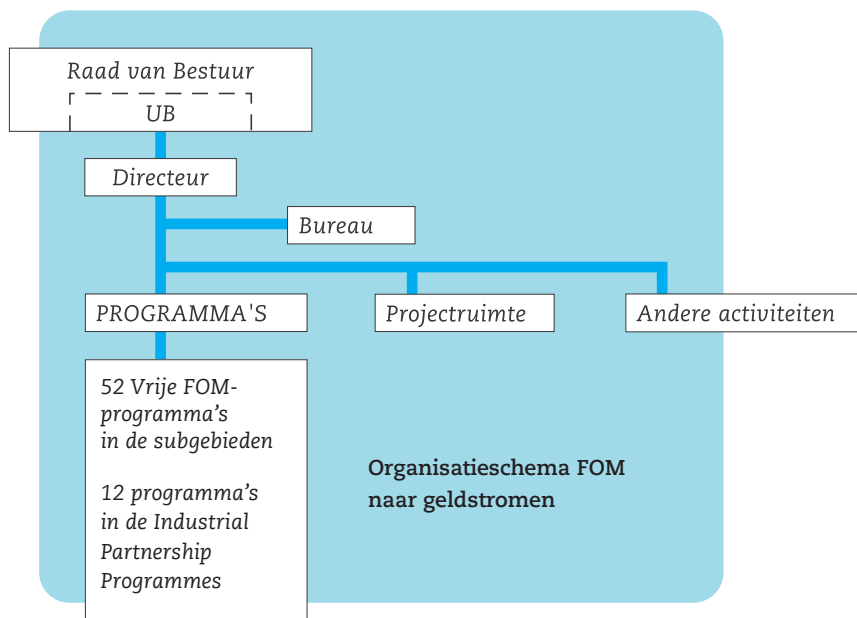 Raad van Bestuur
UB
Directeur
Bureau
PROGRAMMA'S
Projectruimte
Andere activiteiten
52 Vrije FOM-
programma's
in de subgebieden
12 programma's
in de Industrial
Partnership
Programmes
Organisatieschema FOM
naar geldstromen